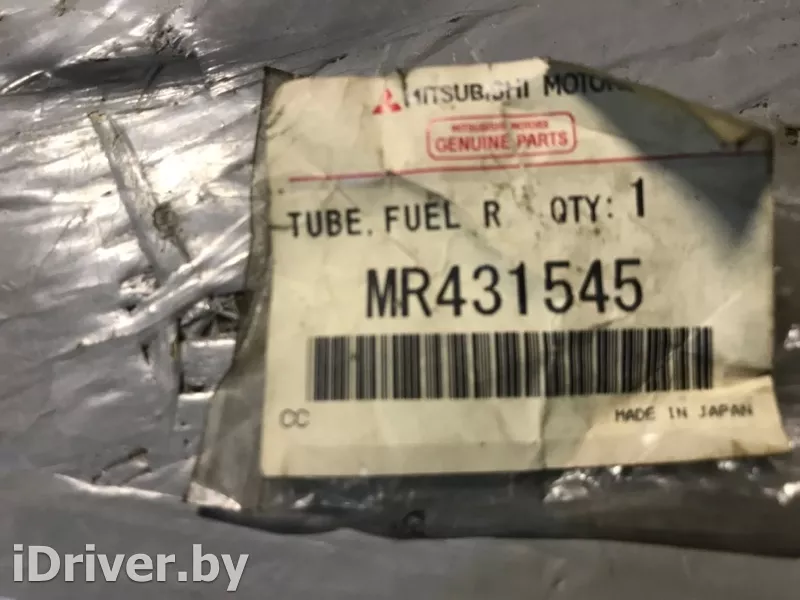 MITSUBISHI MOTORS
MITSUBISHI MOTORS
GENUINE PARTS
TUBE, FUEL R QTY: 1
MR431545
CC MADE IN JAPAN
iDriver.by